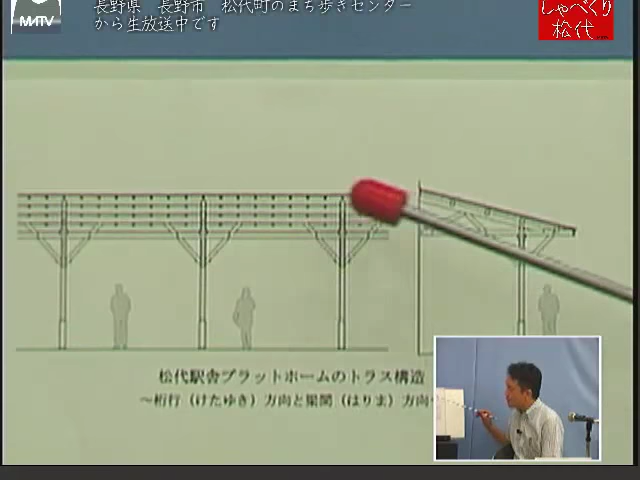 長野県　長野市　松代町のまち歩きセンター
から生放送中です
しゃべくり
松代
松代駅舎プラットホームのトラス構造
～桁行（けたゆき）方向と梁間（はりま）方向